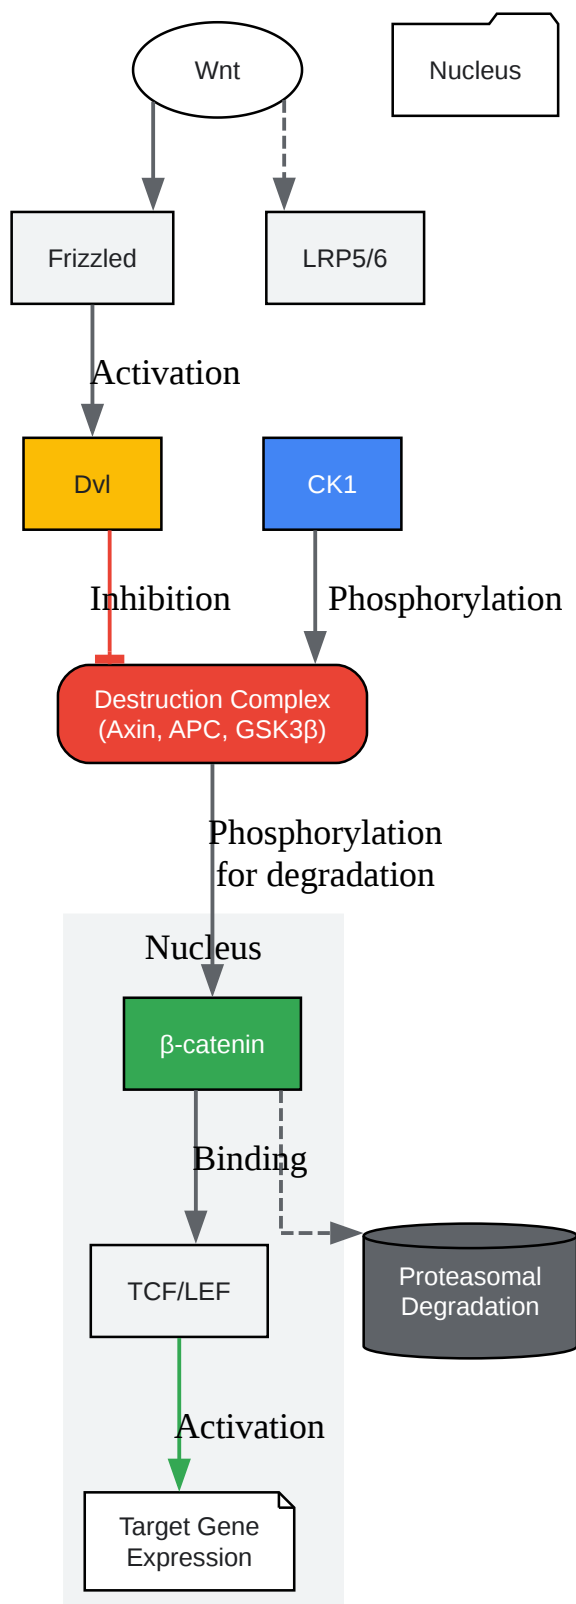 Wnt
Nucleus
Frizzled
LRP5/6
Activation
Dvl
CK1
Inhibition
Phosphorylation
Destruction Complex
(Axin, APC, GSK3β)
Phosphorylation
for degradation
Nucleus
β-catenin
Binding
TCF/LEF
Proteasomal
Degradation
Activation
Target Gene
Expression